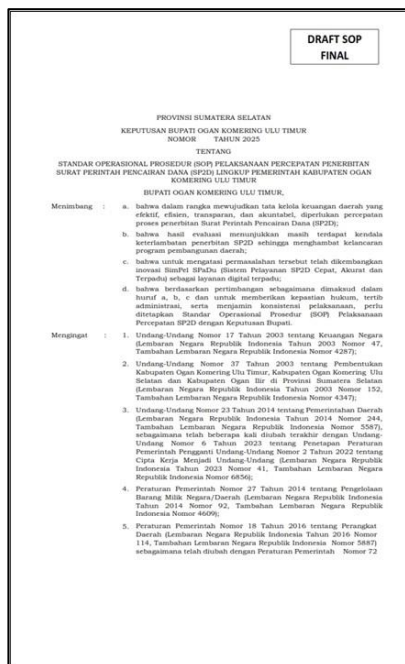 DRAFT SOP
FINAL
PROVINSI SUMATERA SELATAN
KEPUTUSAN BUPATI OGAN KOMERING ULU TIMUR
NOMOR TAHUN 2025
TENTANG
STANDAR OPERASIONAL PROSEDUR (SOP) PELAKSANAAN PERCEPATAN PENERBITAN
SURAT PERINTAH PENCAIRAN DANA (SP2D) LINGKUP PEMERINTAH KABUPATEN OGAN
KOMERING ULU TIMUR
BUPATI OGAN KOMERING ULU TIMUR,
Menimbang : a. bahwa dalam rangka mewujudkan tata kelola keuangan daerah yang
efektif, efisien, transparan, dan akuntabel, diperlukan percepatan
proses penerbitan Surat Perintah Pencairan Dana (SP2D);
b. bahwa hasil evaluasi menunjukkan masih terdapat kendala
keterlambatan penerbitan SP2D sehingga menghambat kelancaran
program pembangunan daerah;
c. bahwa untuk mengatasi permasalahan tersebut telah dikembangkan
inovasi SimPel SPaDu (Sistem Pelayanan SP2D Cepat, Akurat dan
Terpadu) sebagai layanan digital terpadu;
d. bahwa berdasarkan pertimbangan sebagaimana dimaksud dalam
huruf a, b, c dan untuk memberikan kepastian hukum, tertib
administrasi, serta menjamin konsistensi pelaksanaan, perlu
ditetapkan Standar Operasional Prosedur (SOP) Pelaksanaan
Percepatan SP2D dengan Keputusan Bupati.
Mengingat : 1. Undang-Undang Nomor 17 Tahun 2003 tentang Keuangan Negara
(Lembaran Negara Republik Indonesia Tahun 2003 Nomor 47,
Tambahan Lembaran Negara Republik Indonesia Nomor 4287);
2. Undang-Undang Nomor 37 Tahun 2003 tentang Pembentukan
Kabupaten Ogan Komering Ulu Timur, Kabupaten Ogan Komering Ulu
Selatan dan Kabupaten Ogan Ilir di Provinsi Sumatera Selatan
(Lembaran Negara Republik Indonesia Tahun 2003 Nomor 152,
Tambahan Lembaran Negara Republik Indonesia Nomor 4347);
3. Undang-Undang Nomor 23 Tahun 2014 tentang Pemerintahan Daerah
(Lembaran Negara Republik Indonesia Tahun 2014 Nomor 244,
Tambahan Lembaran Negara Republik Indonesia Nomor 5587),
sebagaimana telah beberapa kali diubah terakhir dengan Undang-
Undang Nomor 6 Tahun 2023 tentang Penetapan Peraturan
Pemerintah Pengganti Undang-Undang Nomor 2 Tahun 2022 tentang
Cipta Kerja Menjadi Undang-Undang (Lembaran Negara Republik
Indonesia Tahun 2023 Nomor 41, Tambahan Lembaran Negara
Republik Indonesia Nomor 6856);
4. Peraturan Pemerintah Nomor 27 Tahun 2014 tentang Pengelolaan
Barang Milik Negara/Daerah (Lembaran Negara Republik Indonesia
Tahun 2014 Nomor 92, Tambahan Lembaran Negara Republik
Indonesia Nomor 4609);
5. Peraturan Pemerintah Nomor 18 Tahun 2016 tentang Perangkat
Daerah (Lembaran Negara Republik Indonesia Tahun 2016 Nomor
114, Tambahan Lembaran Negara Republik Indonesia Nomor 5887)
sebagaimana telah diubah dengan Peraturan Pemerintah Nomor 72